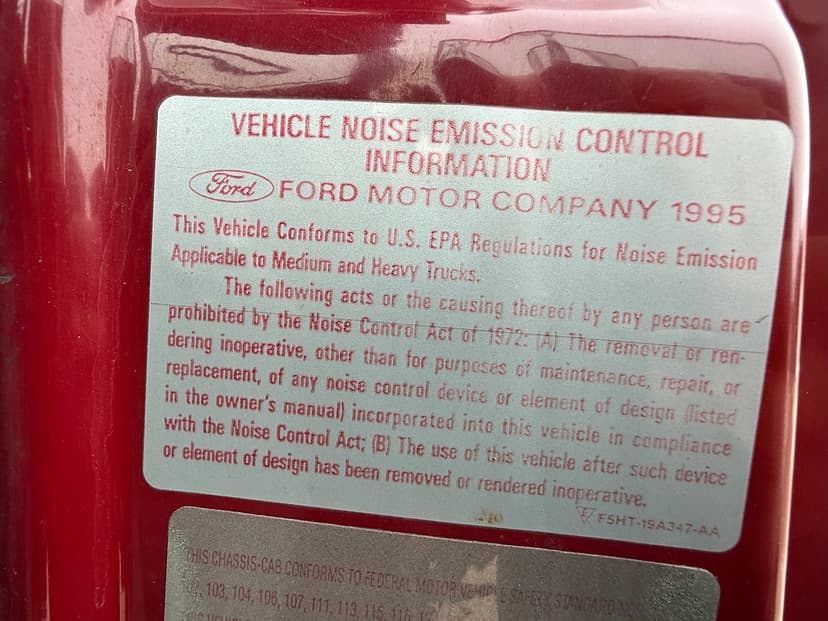 VEHICLE NOISE EMISSION CONTROL
INFORMATION
Ford FORD MOTOR COMPANY 1995
This Vehicle Conforms to U.S. EPA Regulations for Noise Emission
Applicable to Medium and Heavy Trucks.
The following acts or the causing thereof by any person are
prohibited by the Noise Control Act of 1972: (A) The removal or ren-
dering inoperative, other than for purposes of maintenance, repair, or
replacement, of any noise control device or element of design (listed
in the owner's manual) incorporated into this vehicle in compliance
with the Noise Control Act; (B) The use of this vehicle after such device
or element of design has been removed or rendered inoperative.
E F5HT-19A347-AA
THIS CHASSIS-CAB CONFORMS TO FEDERAL MOTOR VEHICLE SAFETY STANDARD NOS
103, 104, 106, 107, 111, 113, 115, 116,